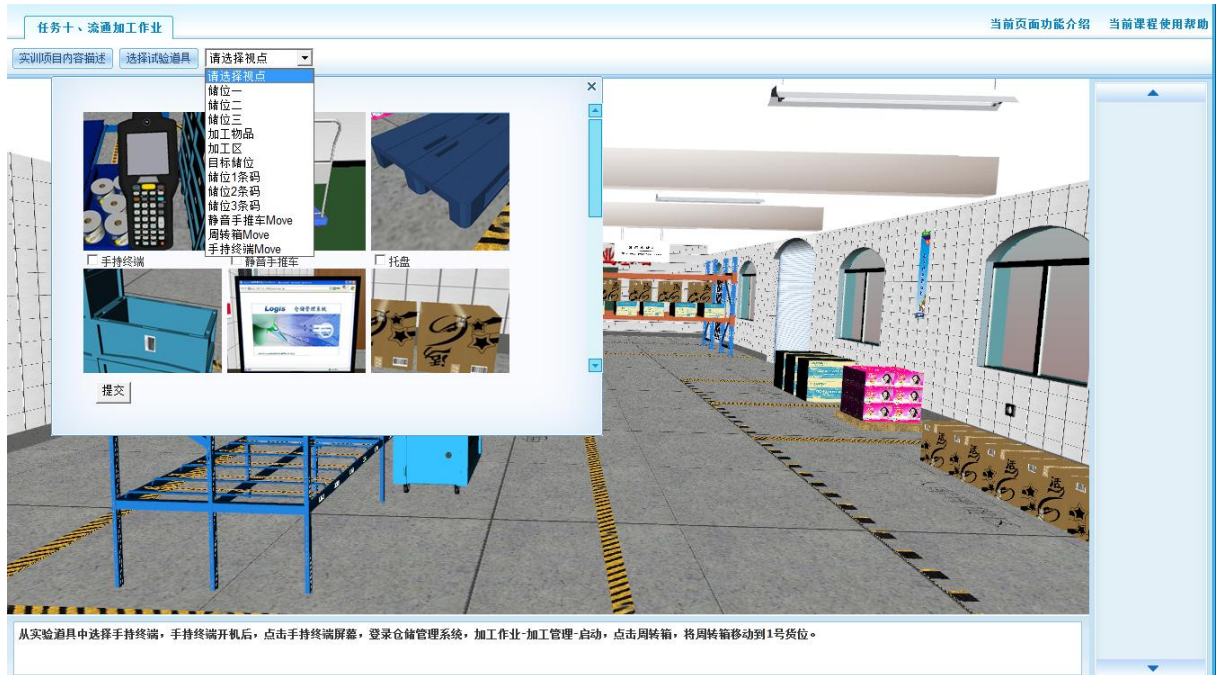 任务十、流通加工作业
当前页面功能介绍 当前课程使用帮助
实训项目内容描述 选择试验道具 请选择视点
请选择视点
储位一
储位二
储位三
加工物品
加工区
目标储位
储位1条码
储位2条码
储位3条码
静音手推车Move
周转箱Move
手持终端Move
手持终端 静音手推车 托盘
Logis 仓储管理系统
提交
从实验道具中选择手持终端，手持终端开机后，点击手持终端屏幕，登录仓储管理系统，加工作业-加工管理-启动，点击周转箱，将周转箱移动到1号货位。